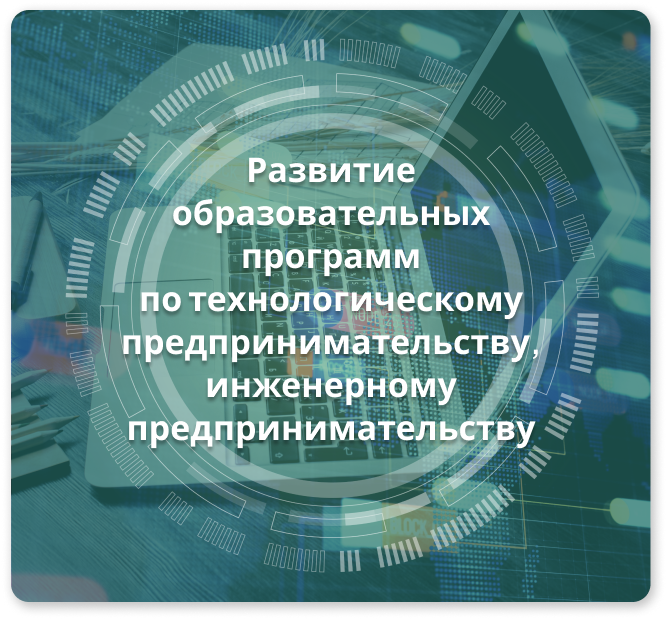 Развитие
образовательных
программ
по технологическому
предпринимательству,
инженерному
предпринимательству